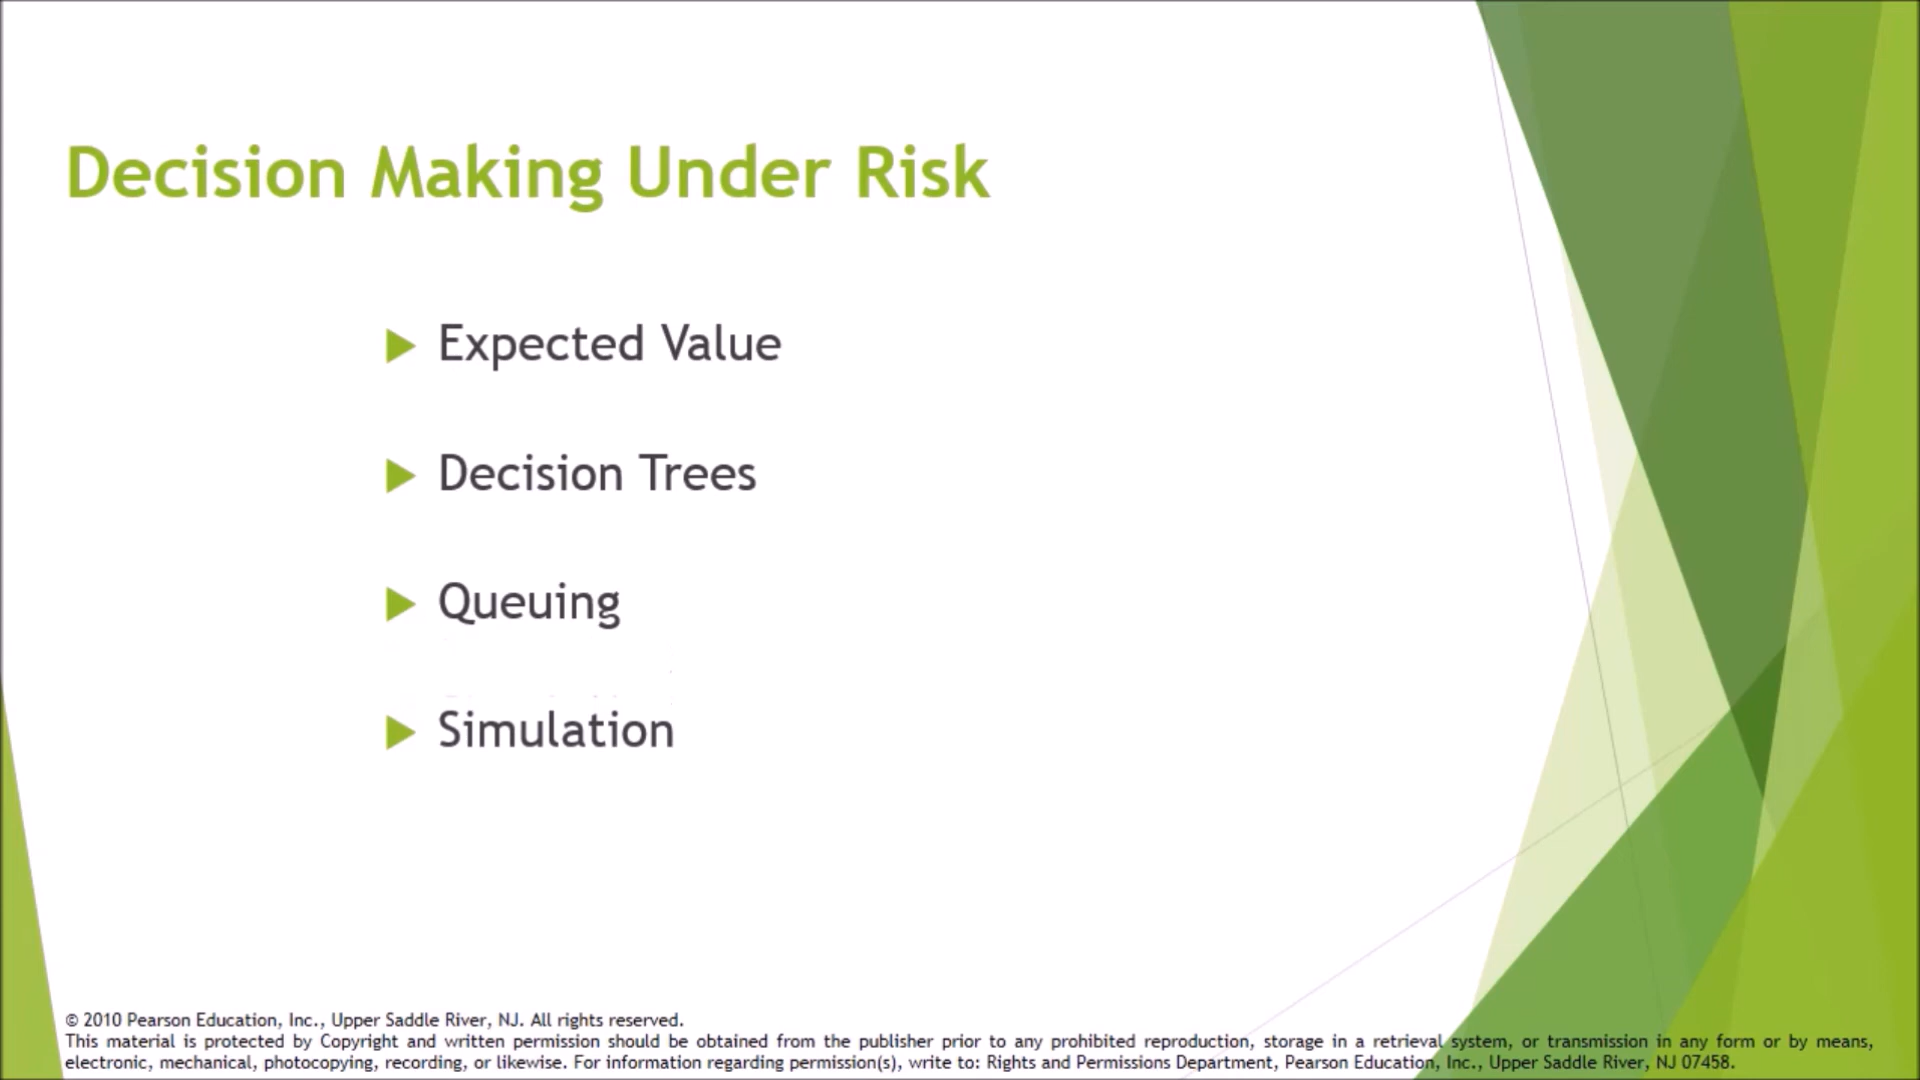 Decision Making Under Risk
Expected Value
Decision Trees
Queuing
Simulation
© 2010 Pearson Education, Inc., Upper Saddle River, NJ. All rights reserved.
This material is protected by Copyright and written permission should be obtained from the publisher prior to any prohibited reproduction, storage in a retrieval system, or transmission in any form or by means,
electronic, mechanical, photocopying, recording, or likewise. For information regarding permission(s), write to: Rights and Permissions Department, Pearson Education, Inc., Upper Saddle River, NJ 07458.